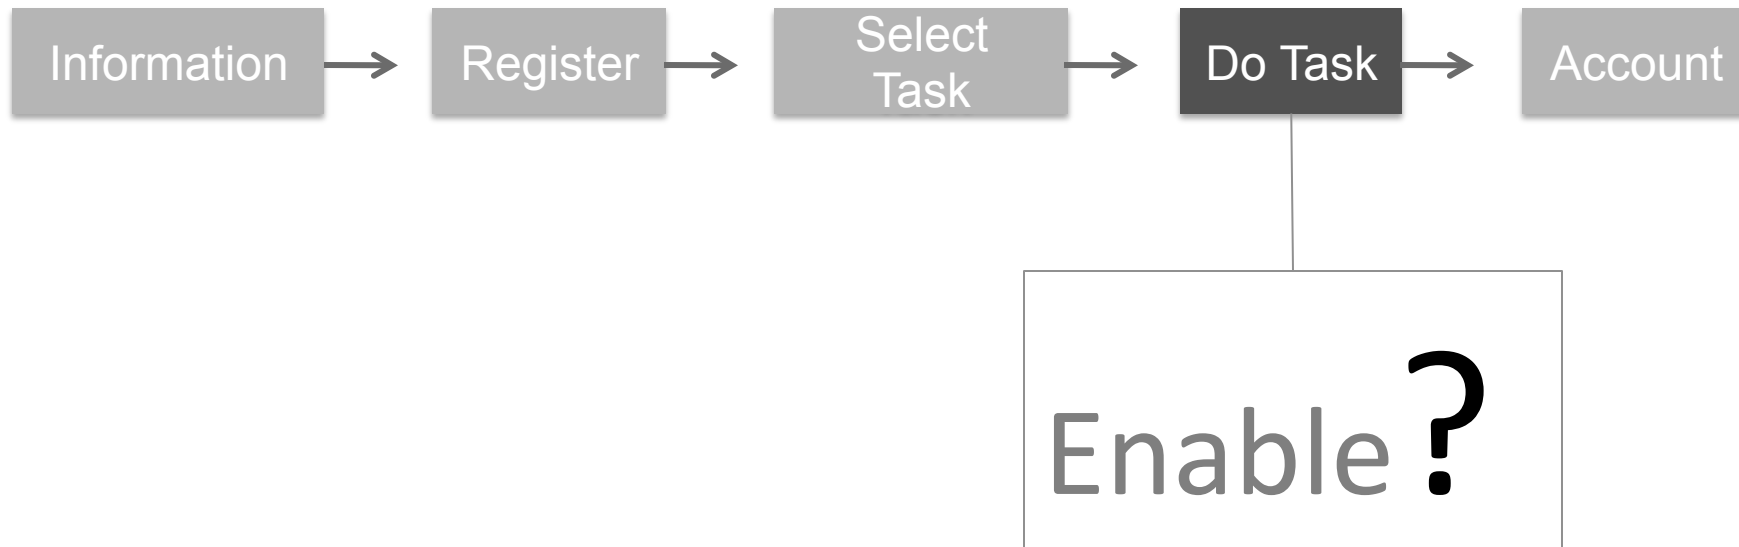 Information
Register
Select
Task
Do Task
Account
Enable?